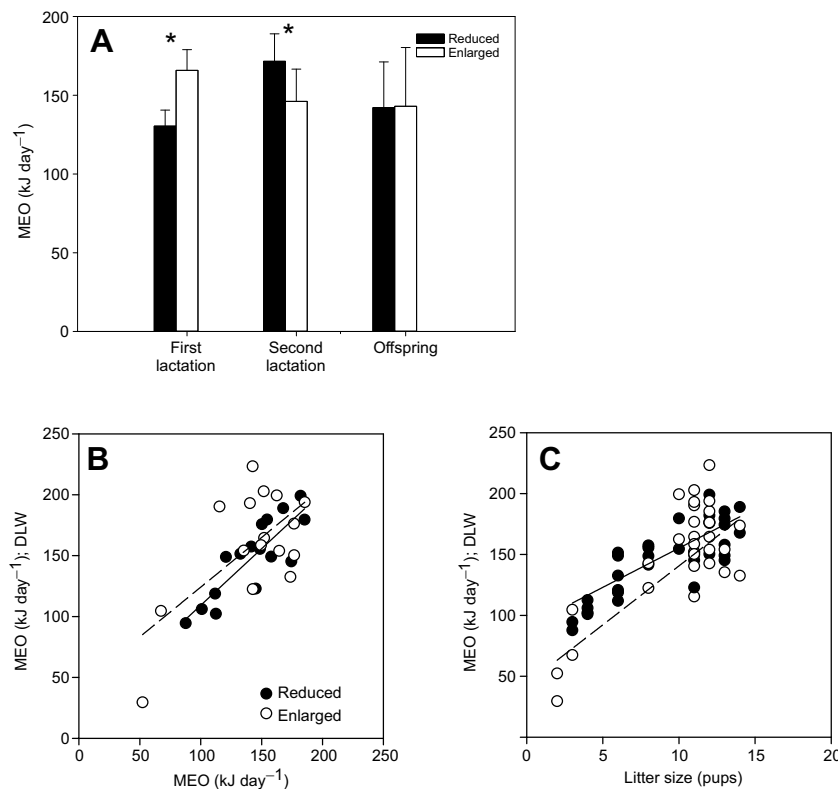 A
* *
Reduced
Enlarged
200
150
100
50
0
MEO (kJ day⁻¹)
First lactation
Second lactation
Offspring
B
250
200
150
100
50
0
MEO (kJ day⁻¹); DLW
Reduced
Enlarged
0 50 100 150 200 250
MEO (kJ day⁻¹)
C
250
200
150
100
50
0
MEO (kJ day⁻¹); DLW
0 5 10 15 20
Litter size (pups)